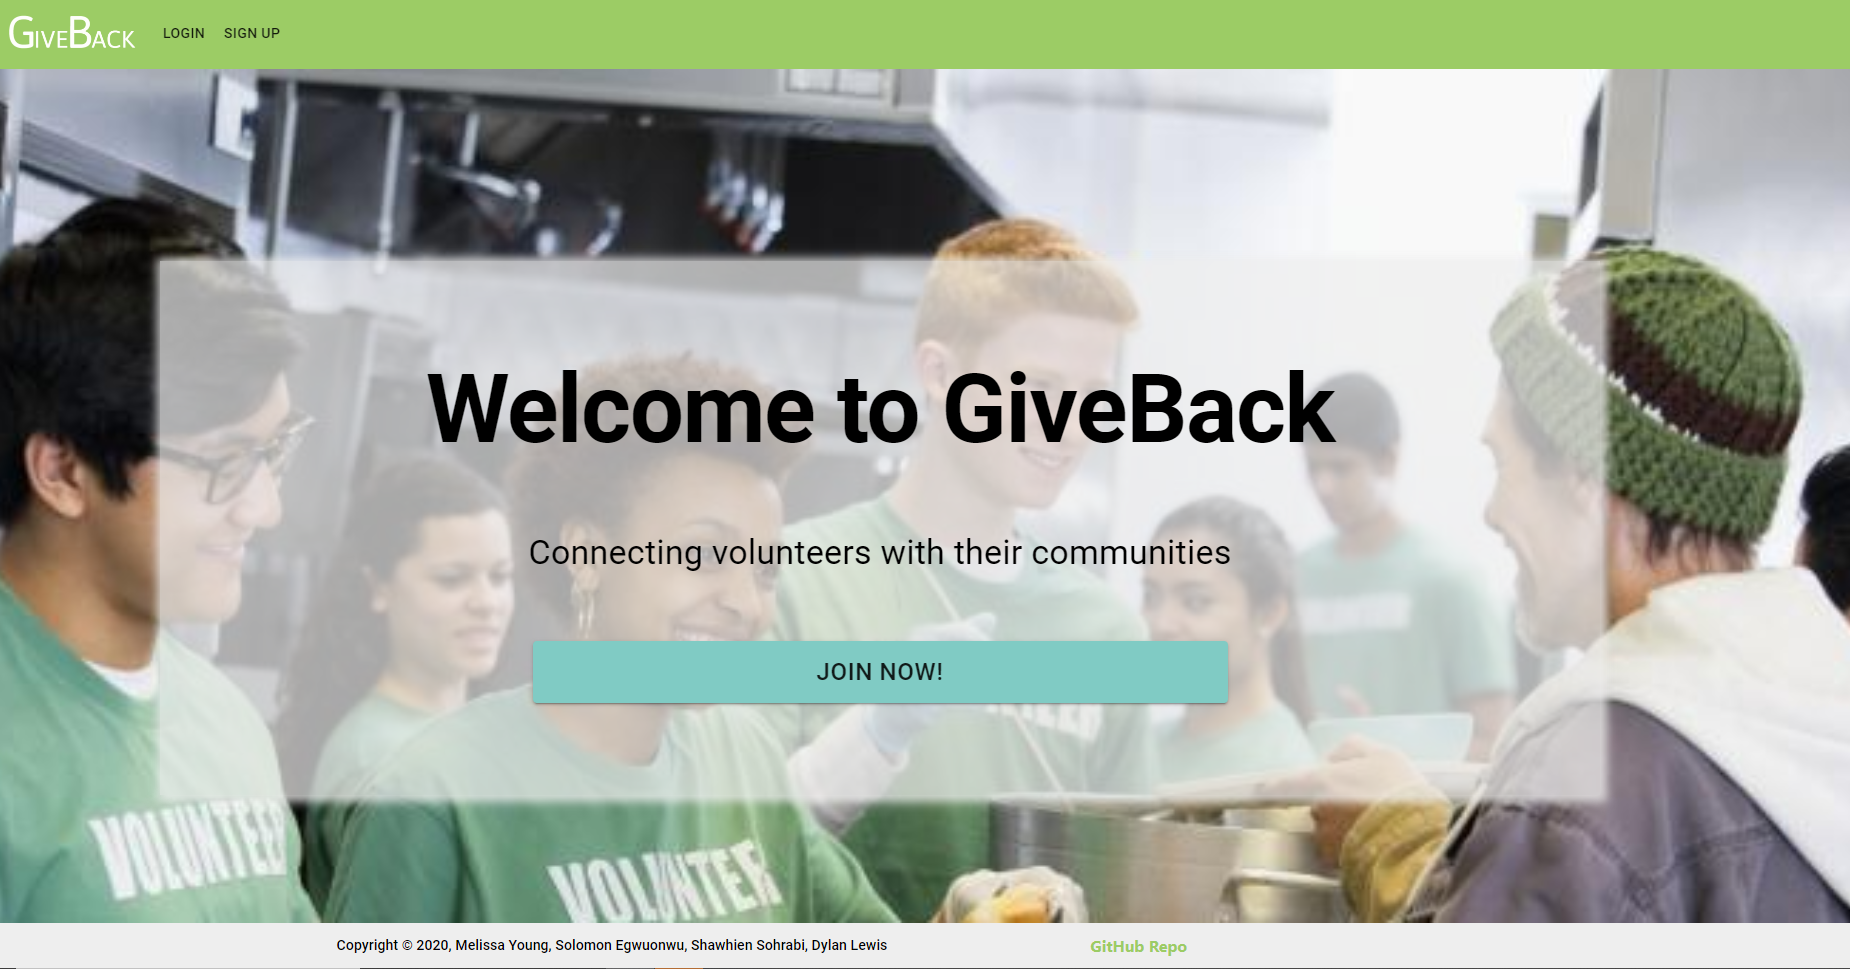 GIVEBACK LOGIN SIGN UP
Welcome to GiveBack
Connecting volunteers with their communities
JOIN NOW!
VOLUNTEER
VOLUNTEER
Copyright © 2020, Melissa Young, Solomon Egwuonwu, Shawhien Sohrabi, Dylan Lewis GitHub Repo